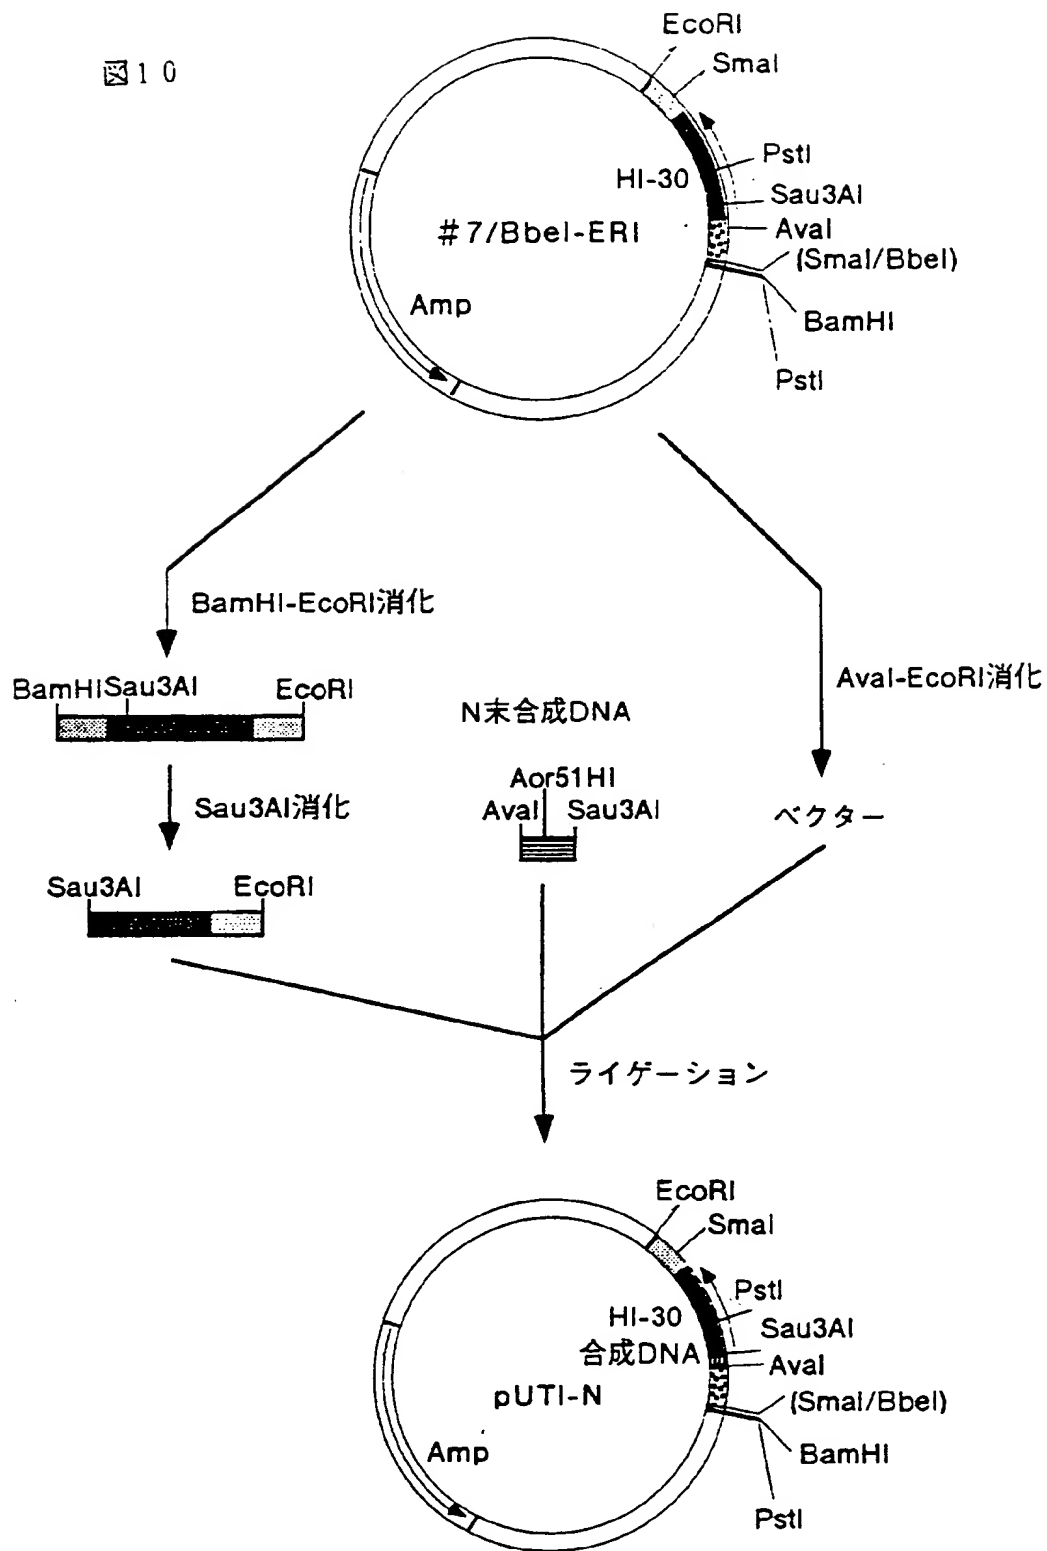 図10
EcoRI
SmaI
PstI
HI-30
Sau3AI
#7/BbeI-ERI
AvaI
(SmaI/BbeI)
Amp
BamHI
PstI
BamHI-EcoRI消化
BamHI Sau3AI EcoRI
AvaI-EcoRI消化
N末合成DNA
Sau3AI消化
Aor51HI
AvaI Sau3AI
ベクター
Sau3AI EcoRI
ライゲーション
EcoRI
SmaI
PstI
HI-30
Sau3AI
合成DNA
AvaI
pUTI-N
(SmaI/BbeI)
Amp
BamHI
PstI